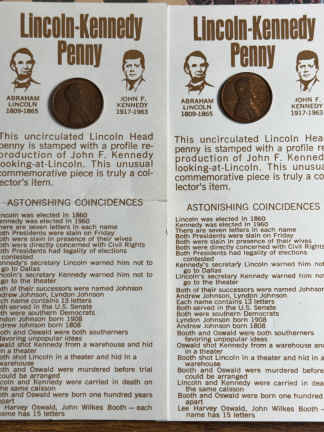 Lincoln-Kennedy
Penny
ABRAHAM
LINCOLN
1809-1865
JOHN F.
KENNEDY
1917-1963
This uncirculated Lincoln Head
penny is stamped with a profile re-
production of John F. Kennedy
looking-at-Lincoln. This unusual
commemorative piece is truly a col-
lector's item.
ASTONISHING COINCIDENCES
Lincoln was elected in 1860
Kennedy was elected in 1960
There are seven letters in each name
Both Presidents were slain on Friday
Both were slain in presence of their wives
Both were directly concerned with Civil Rights
Both Presidents had legality of elections
contested
Kennedy's Secretary Lincoln warned him not to
go to Dallas
Lincoln's secretary Kennedy warned him not to
go to the theater
Both of their successors were named Johnson
Andrew Johnson, Lyndon Johnson
Each name contains 13 letters
Both served in the U.S. Senate
Both were southern Democrats
Lyndon Johnson born 1908
Andrew Johnson born 1808
Booth and Oswald were both southerners
favoring unpopular ideas
Oswald shot Kennedy from a warehouse and hid
in a theater
Booth shot Lincoln in a theater and hid in a
warehouse
Booth and Oswald were murdered before trial
could be arranged
Lincoln and Kennedy were carried in death on
the same caisson
Booth and Oswald were born one hundred years
apart
Lee Harvey Oswald, John Wilkes Booth — each
name has 15 letters
Lincoln-Kennedy
Penny
ABRAHAM
LINCOLN
1809-1865
JOHN F.
KENNEDY
1917-1963
This uncirculated Lincoln Head
penny is stamped with a profile re-
production of John F. Kennedy
looking-at-Lincoln. This unusual
commemorative piece is truly a col-
lector's item.
ASTONISHING COINCIDENCES
Lincoln was elected in 1860
Kennedy was elected in 1960
There are seven letters in each name
Both Presidents were slain on Friday
Both were slain in presence of their wives
Both were directly concerned with Civil Rights
Both Presidents had legality of elections
contested
Kennedy's Secretary Lincoln warned him not to
go to Dallas
Lincoln's secretary Kennedy warned him not to
go to the theater
Both of their successors were named Johnson
Andrew Johnson, Lyndon Johnson
Each name contains 13 letters
Both served in the U.S. Senate
Both were southern Democrats
Lyndon Johnson born 1908
Andrew Johnson born 1808
Booth and Oswald were both southerners
favoring unpopular ideas
Oswald shot Kennedy from a warehouse and
in a theater
Booth shot Lincoln in a theater and hid in
warehouse
Booth and Oswald were murdered before trial
could be arranged
Lincoln and Kennedy were carried in death
the same caisson
Booth and Oswald were born one hundred
apart
Lee Harvey Oswald, John Wilkes Booth —
name has 15 letters